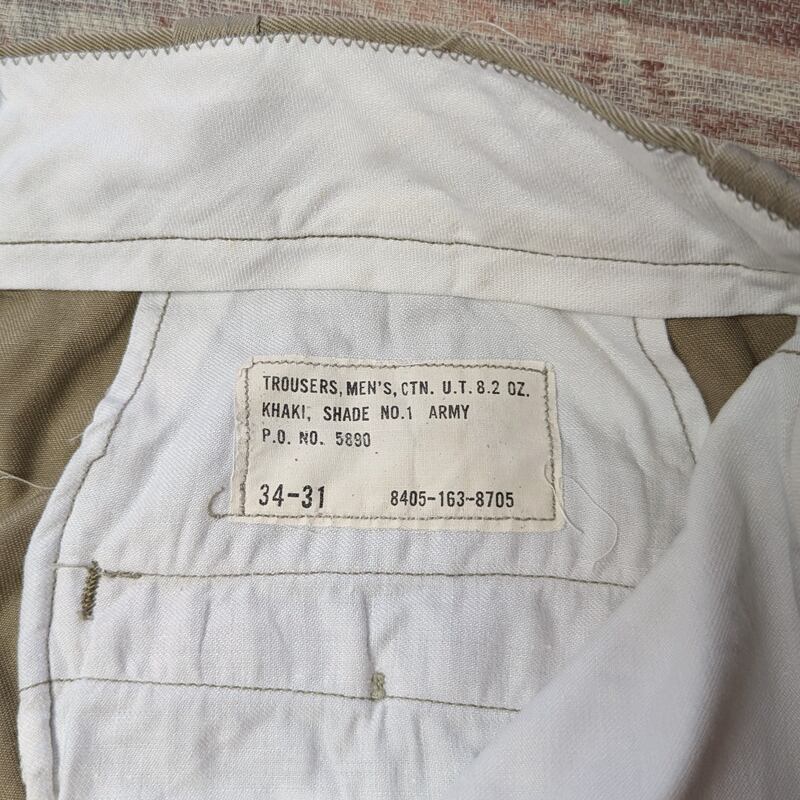 TROUSERS, MEN'S, CTN. U.T. 8.2 OZ.
KHAKI, SHADE NO.1 ARMY
P.O. NO. 5890
34-31 8405-163-8705